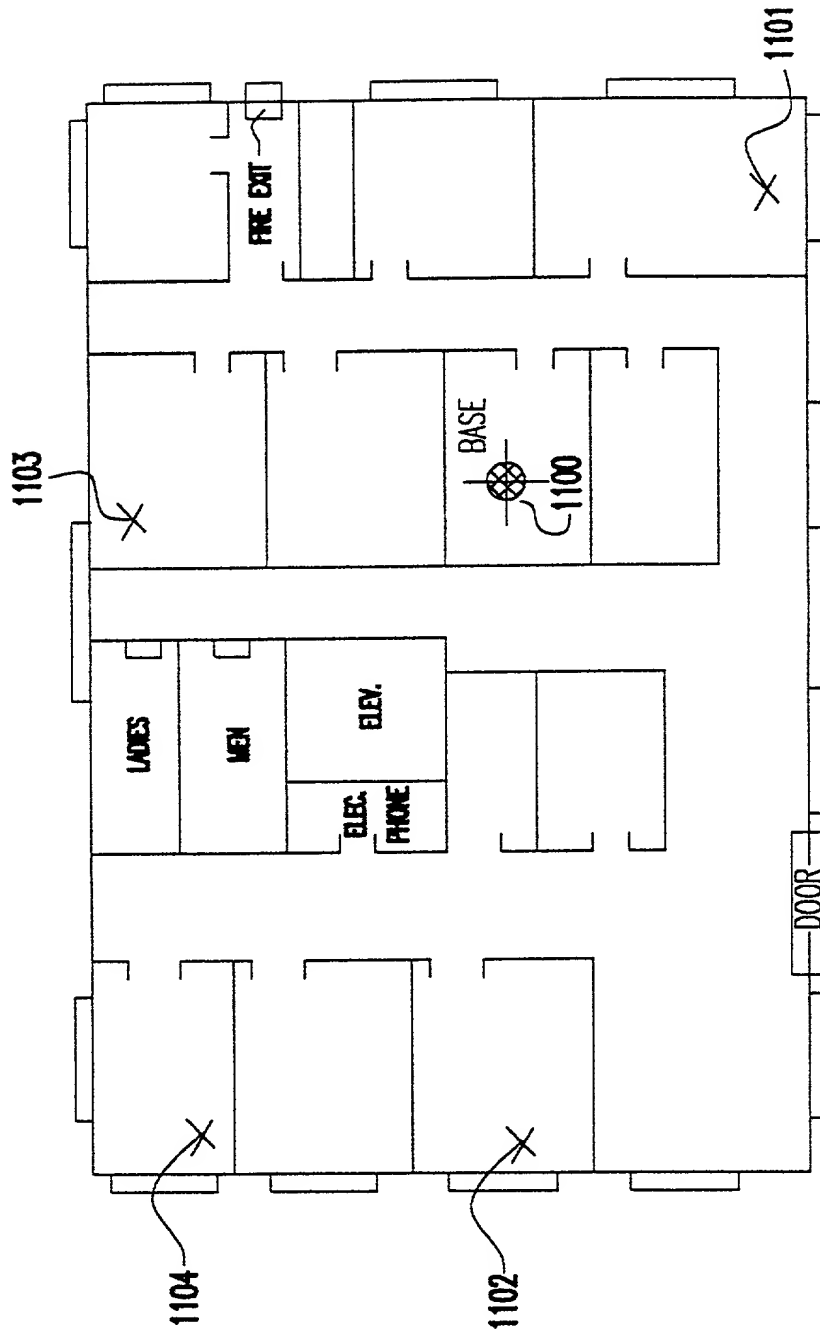 1103
LADIES
1104
MEN
FIRE EXIT
ELEC.
PHONE
ELEV.
BASE
1102
1100
1101
DOOR